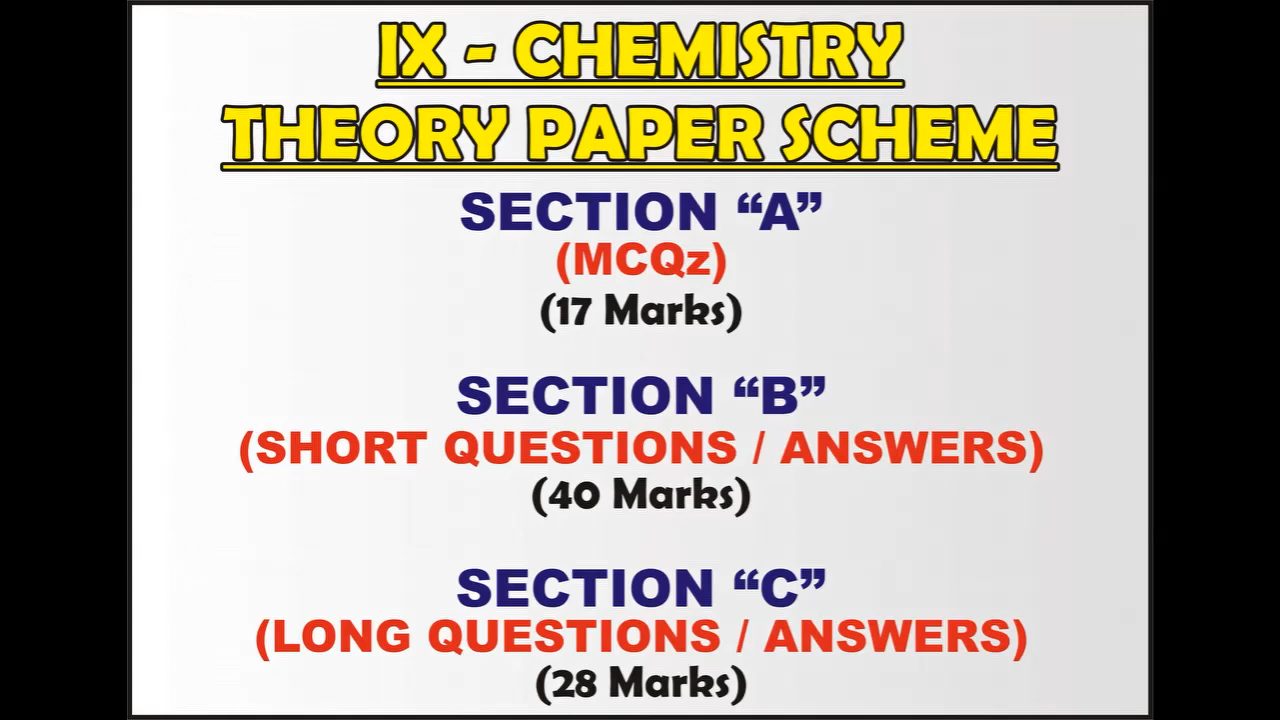 IX - CHEMISTRY
THEORY PAPER SCHEME
SECTION “A”
(MCQz)
(17 Marks)
SECTION “B”
(SHORT QUESTIONS / ANSWERS)
(40 Marks)
SECTION “C”
(LONG QUESTIONS / ANSWERS)
(28 Marks)